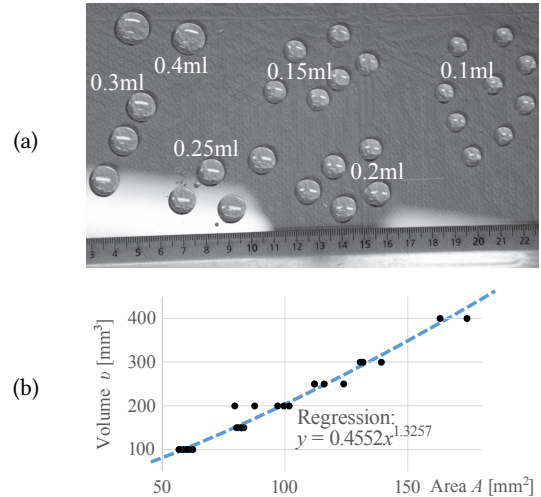 (a)
0.3ml
0.4ml
0.15ml
0.1ml
0.25ml
0.2ml
3 4 5 6 7 8 9 10 11 12 13 14 15 16 17 18 19 20 21 22
(b)
Volume v [mm³]
400
300
200
100
Regression:
y = 0.4552x^1.3257
50
100
150
Area A [mm²]